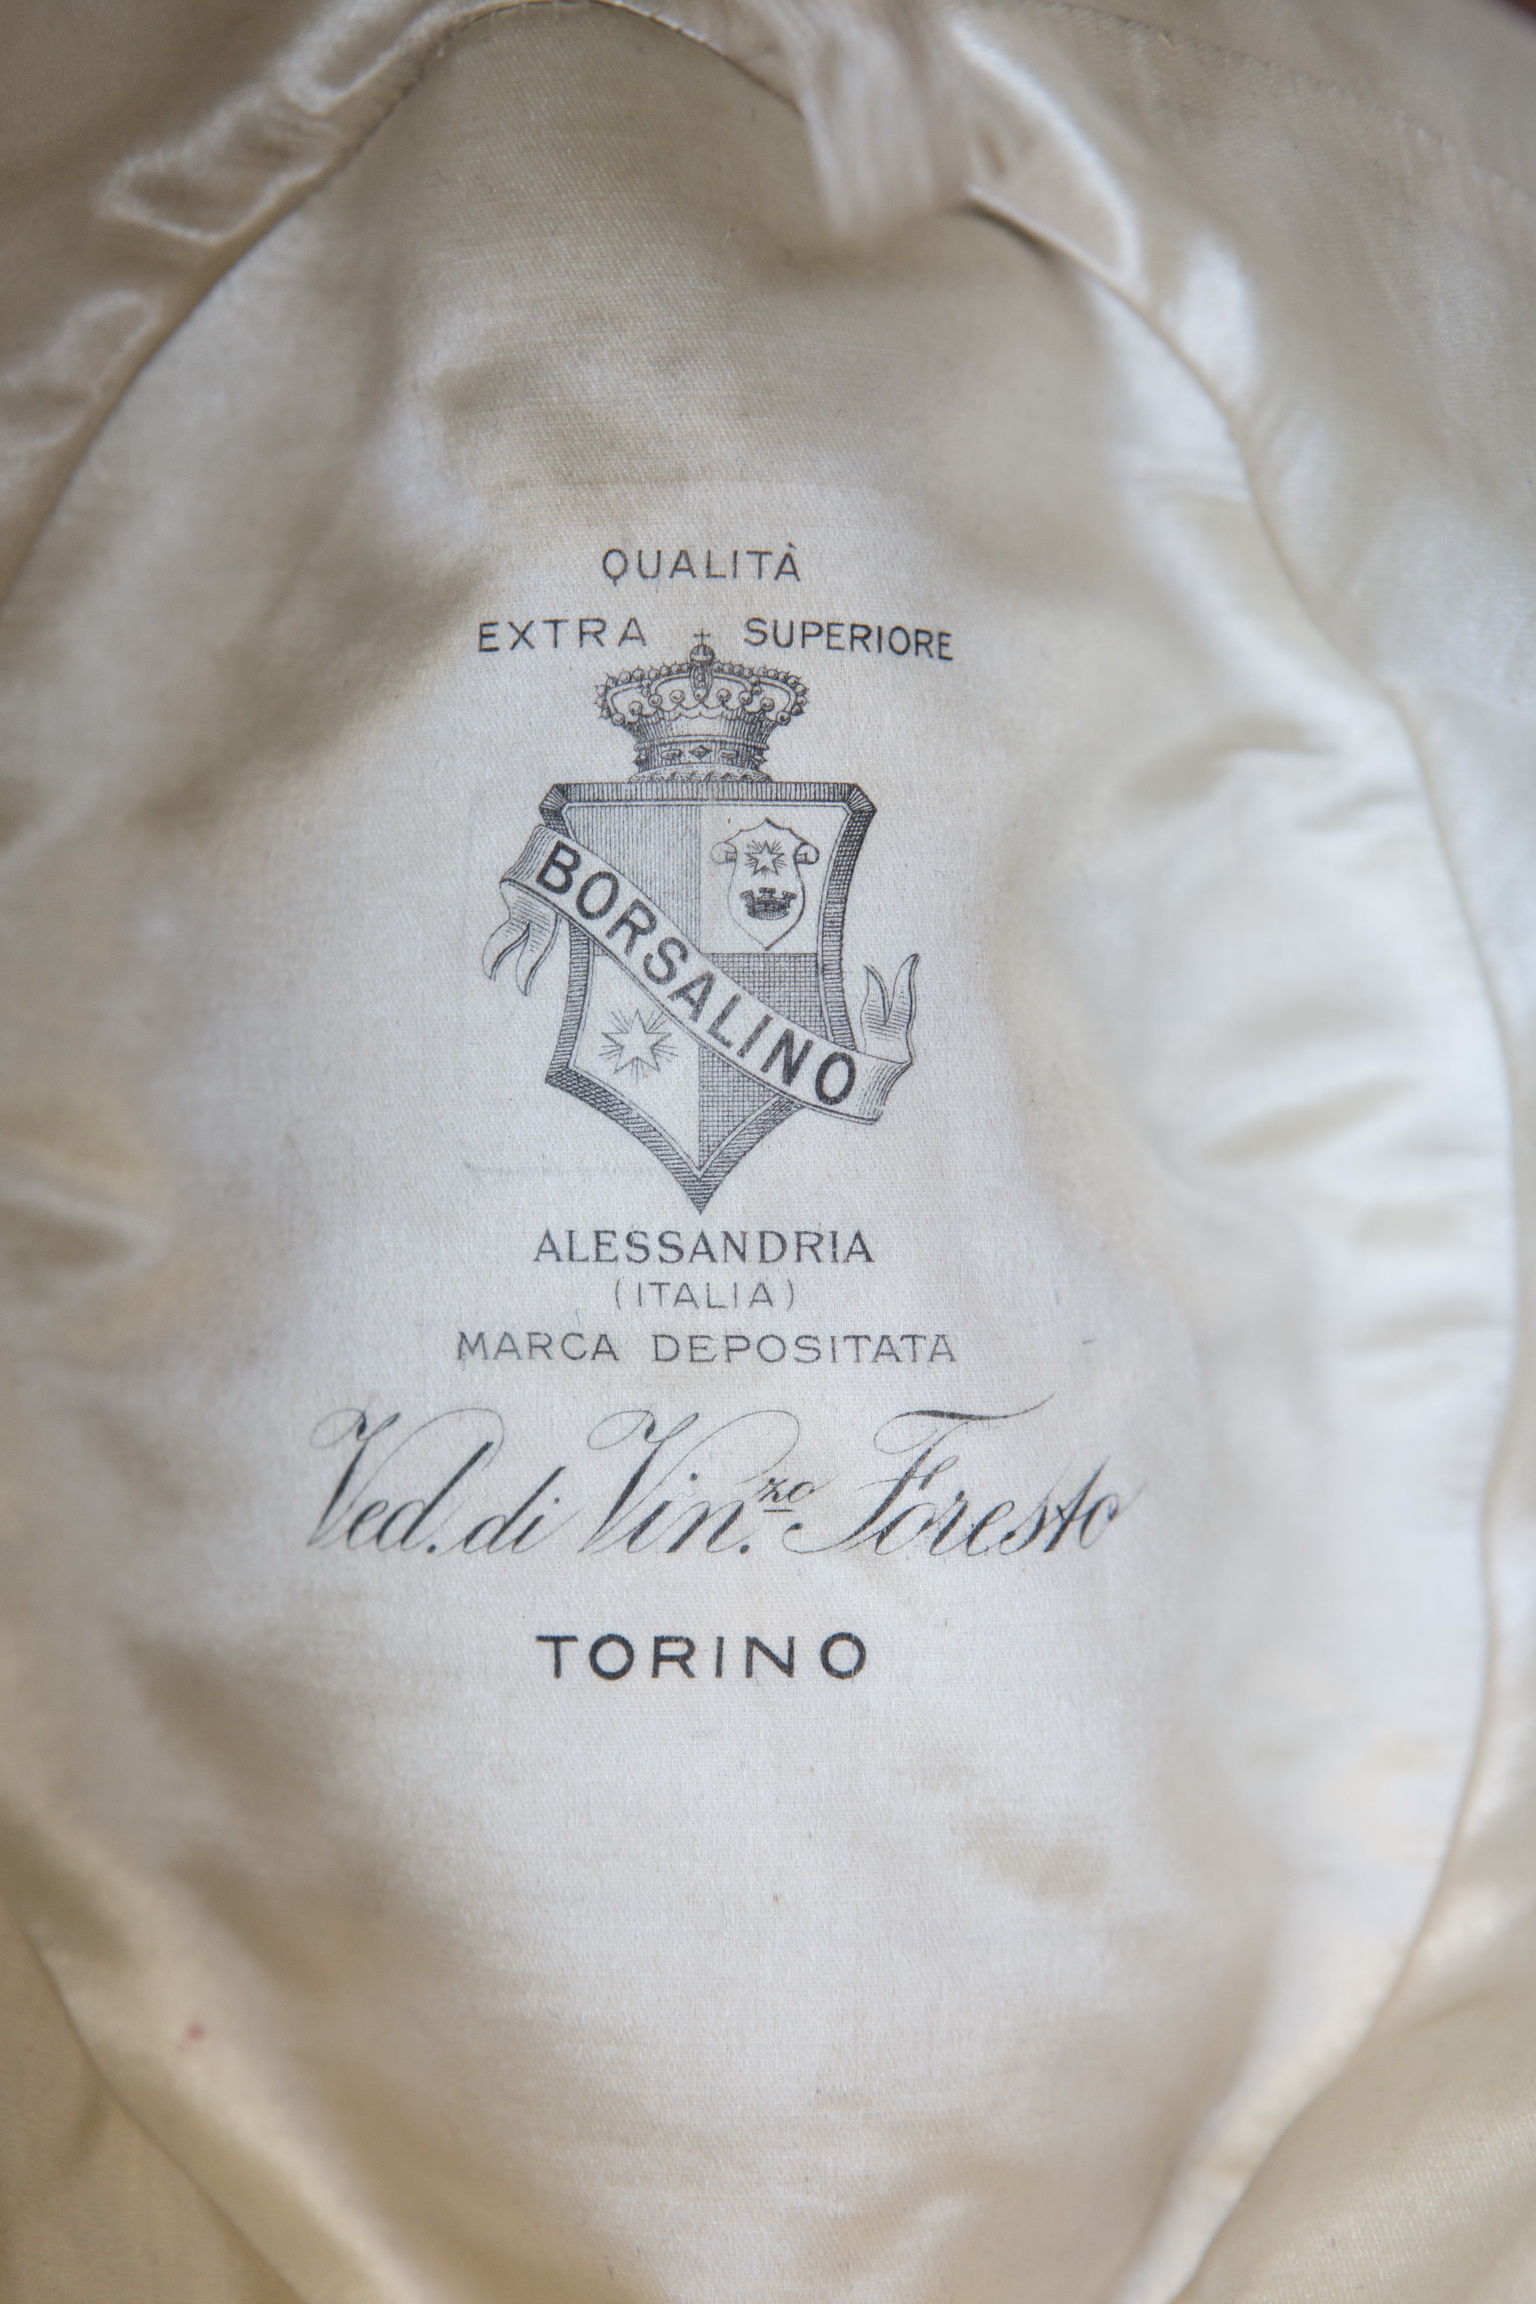 QUALITÀ
EXTRA SUPERIORE
BORSALINO
ALESSANDRIA
(ITALIA)
MARCA DEPOSITATA
Ved. di Vin.zo Foresto
TORINO